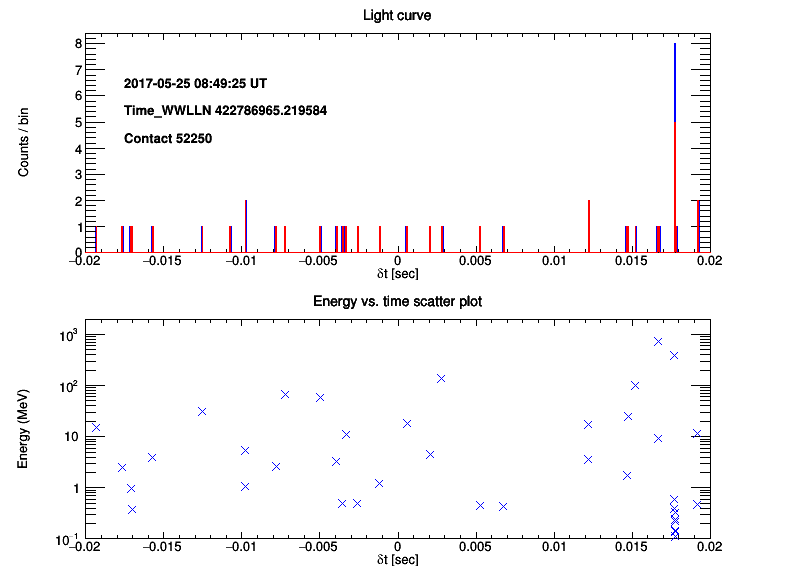 Light curve
Counts / bin
8
7
6
5
4
3
2
1
0
2017-05-25 08:49:25 UT
Time_WWLLN 422786965.219584
Contact 52250
−0.02 −0.015 −0.01 −0.005 0 0.005 0.01 0.015 0.02
δt [sec]
Energy vs. time scatter plot
Energy (MeV)
10³
10²
10
1
10⁻¹
−0.02 −0.015 −0.01 −0.005 0 0.005 0.01 0.015 0.02
δt [sec]